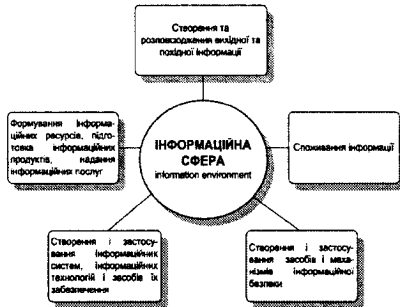 Створення та
розповсюдження вихідної та
похідної інформації
Формування інформа-
ційних ресурсів, підго-
товка інформаційних
продуктів, надання
інформаційних послуг
ІНФОРМАЦІЙНА
СФЕРА
information environment
Споживання інформації
Створення і застосу-
вання інформаційних
систем, інформаційних
технологій і засобів їх
забезпечення
Створення і застосу-
вання засобів і меха-
нізмів інформаційної
безпеки